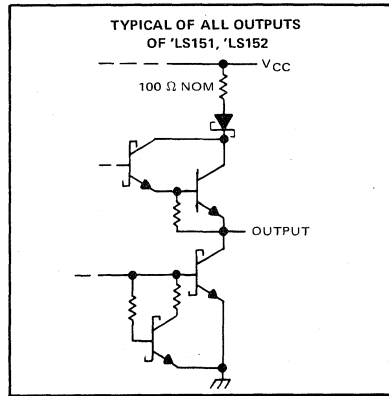 TYPICAL OF ALL OUTPUTS
OF 'LS151, 'LS152
VCC
100 Ω NOM
OUTPUT